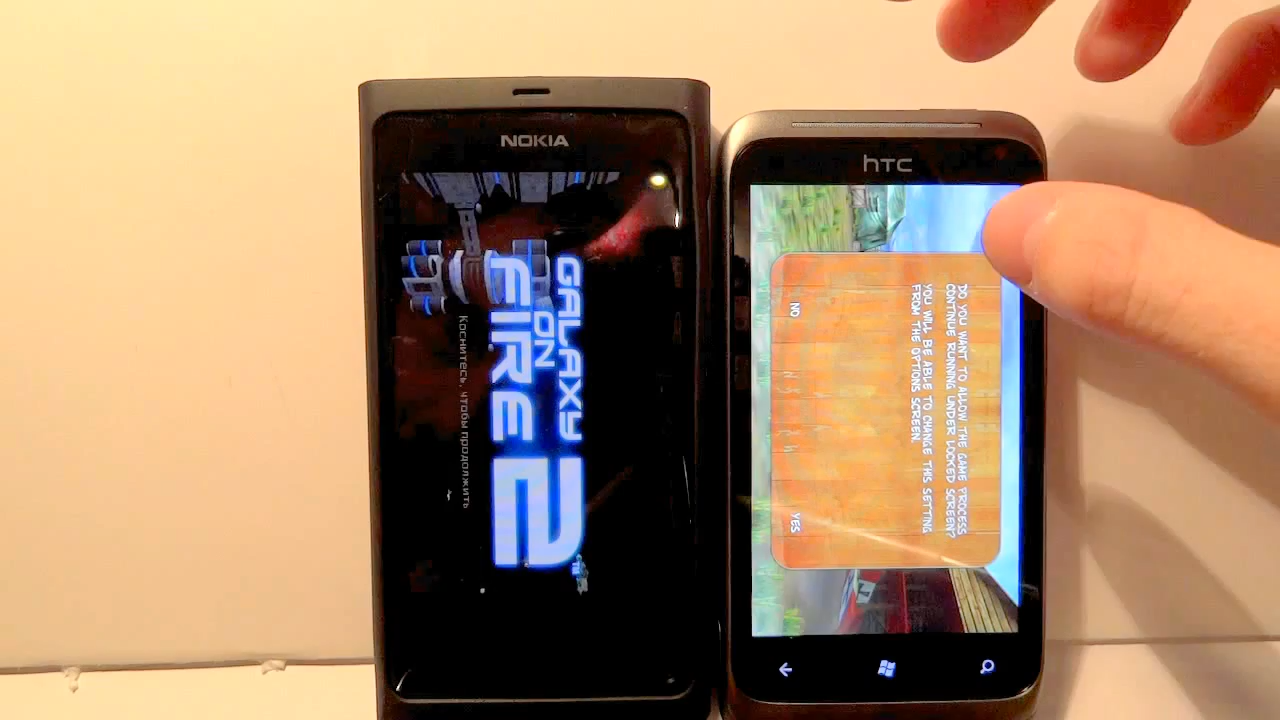 NOKIA
GALAXY
ON
FIRE 2
Коснитесь, чтобы продолжить
hTC
DO YOU WANT TO ALLOW THE GAME PROCESS
CONTINUE RUNNING UNDER LOCKED SCREEN?
YOU WILL BE ABLE TO CHANGE THIS SETTING
FROM THE OPTIONS SCREEN.
NO
YES